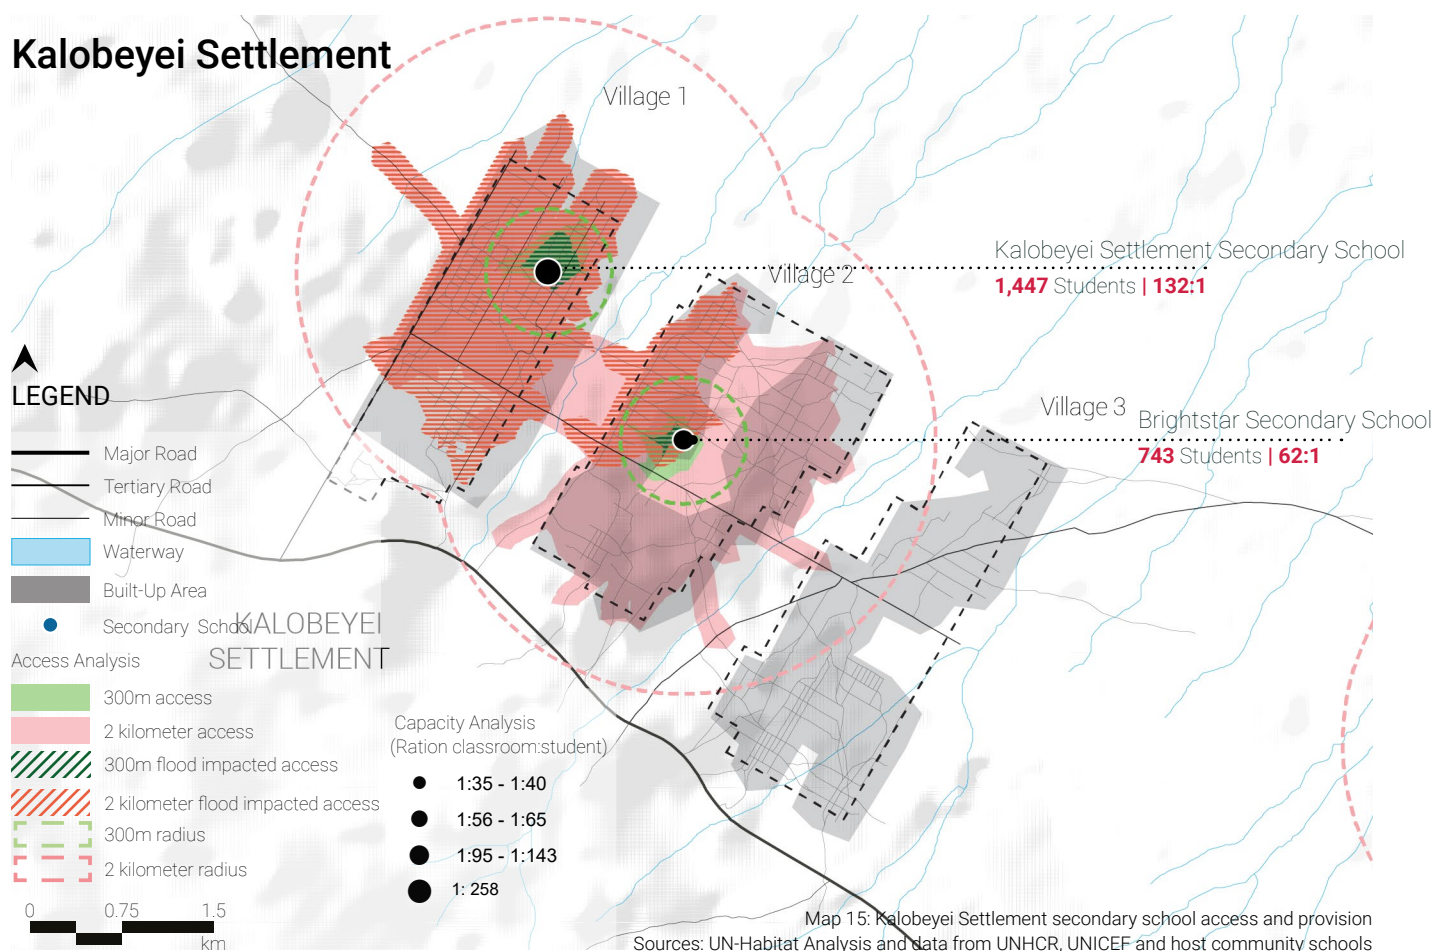 Kalobeyei Settlement
Village 1
Kalobeyei Settlement Secondary School
1,447 Students | 132:1
Village 2
Village 3
Brightstar Secondary School
743 Students | 62:1
LEGEND
Major Road
Tertiary Road
Minor Road
Waterway
Built-Up Area
Secondary School
KALOBEYEI
SETTLEMENT
Access Analysis
300m access
2 kilometer access
300m flood impacted access
2 kilometer flood impacted access
300m radius
2 kilometer radius
0 0.75 1.5
km
Capacity Analysis
(Ration classroom:student)
1:35 - 1:40
1:56 - 1:65
1:95 - 1:143
1: 258
Map 15: Kalobeyei Settlement secondary school access and provision
Sources: UN-Habitat Analysis and data from UNHCR, UNICEF and host community schools